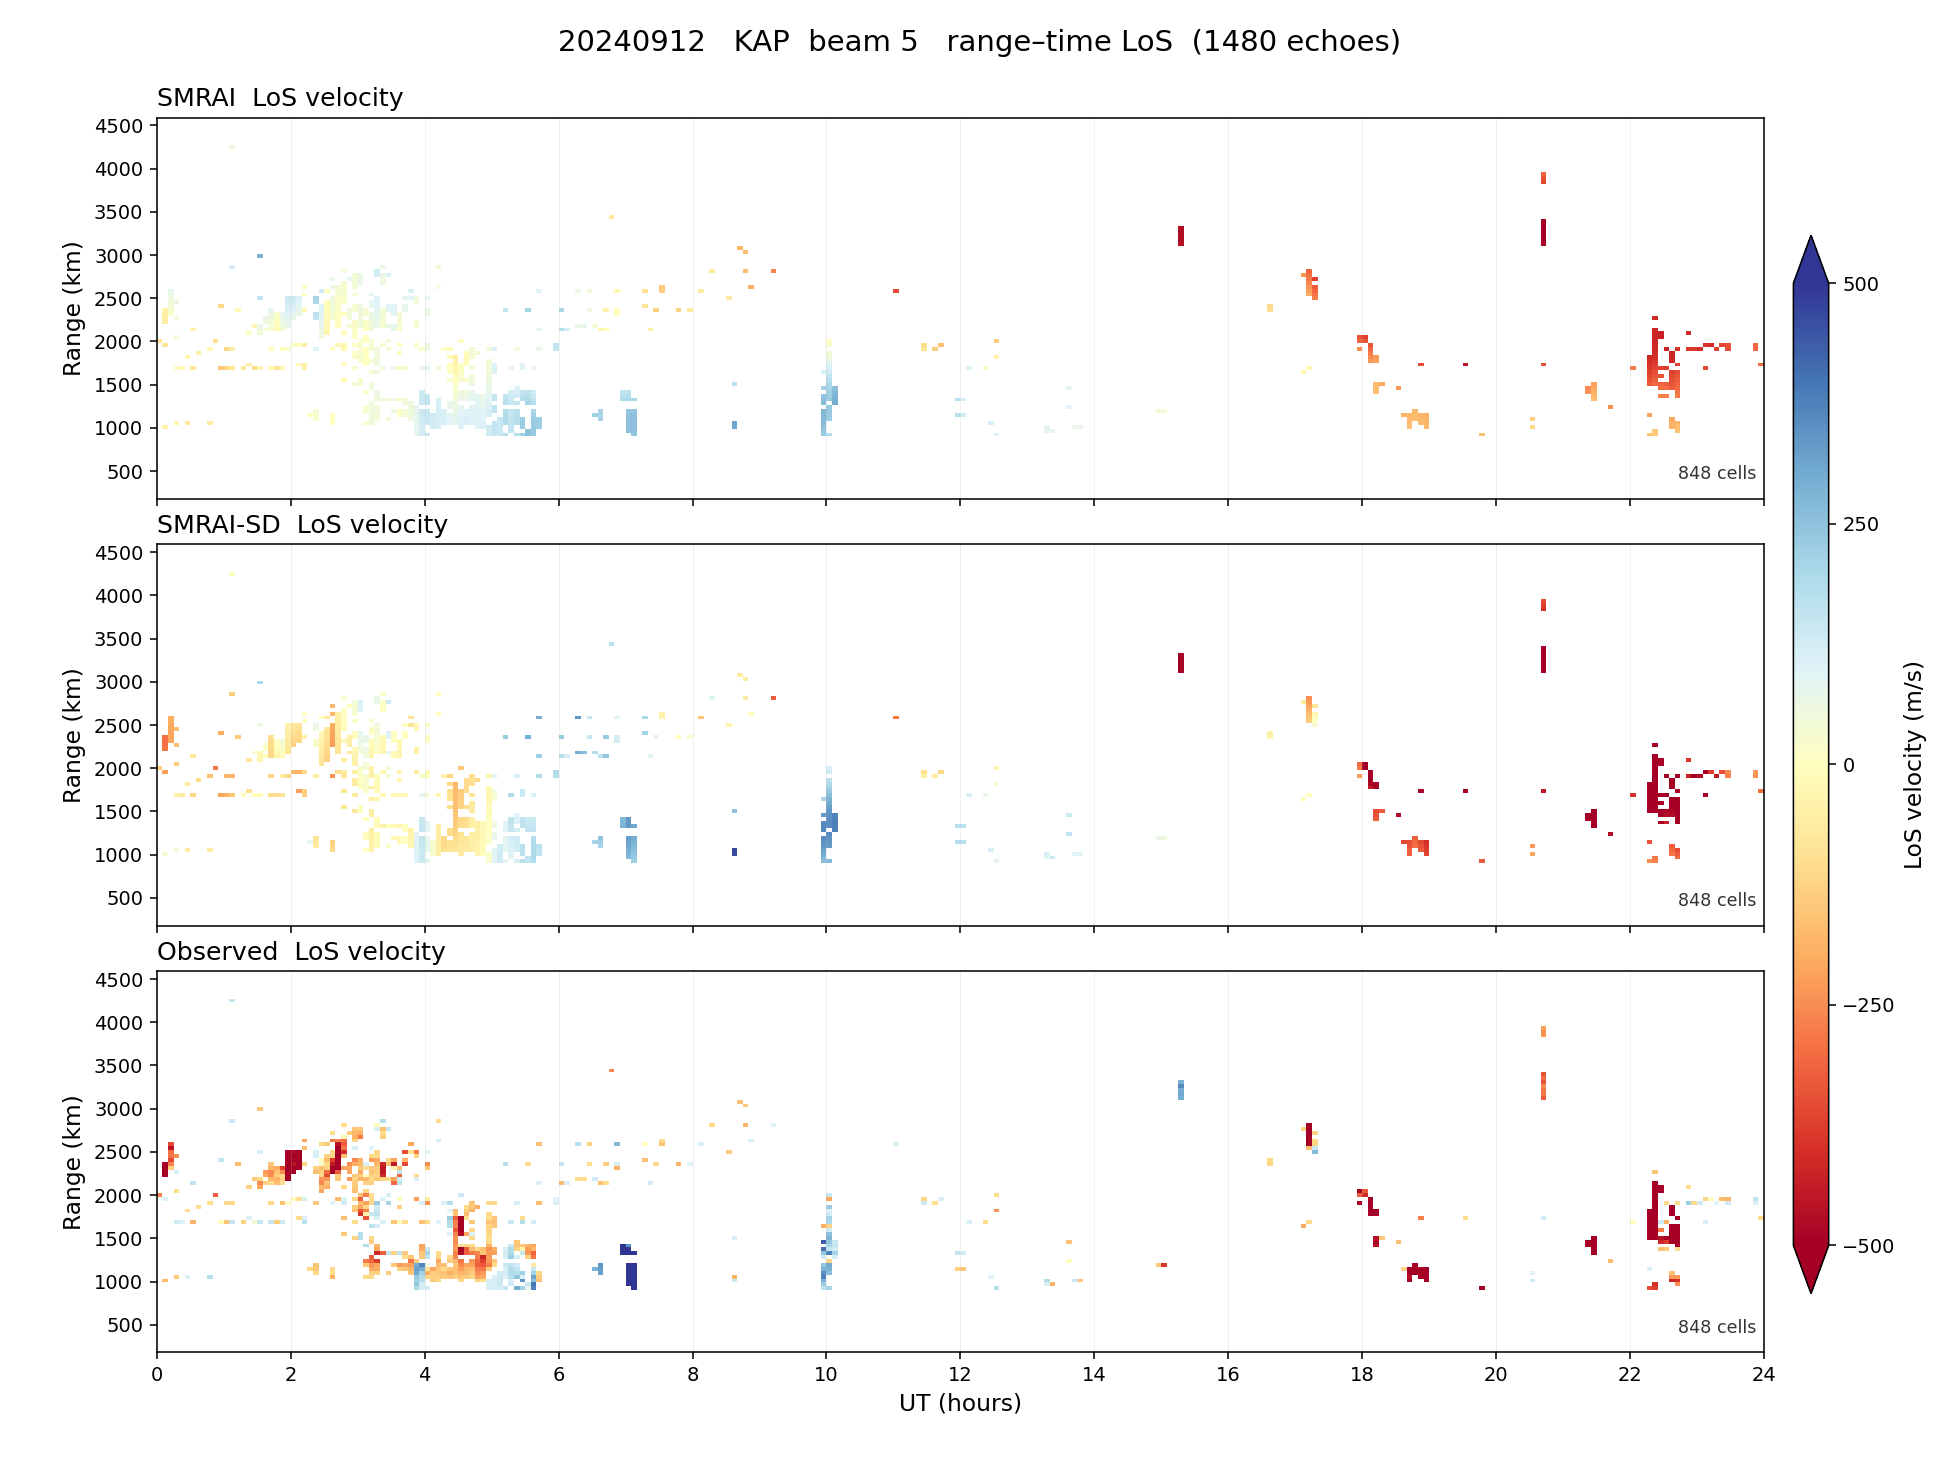 20240912   KAP  beam 5   range–time LoS  (1480 echoes)
SMRAI  LoS velocity
4500
4000
3500
3000
2500
2000
1500
1000
500
Range (km)
848 cells
SMRAI-SD  LoS velocity
4500
4000
3500
3000
2500
2000
1500
1000
500
Range (km)
848 cells
Observed  LoS velocity
4500
4000
3500
3000
2500
2000
1500
1000
500
Range (km)
848 cells
0 2 4 6 8 10 12 14 16 18 20 22 24
UT (hours)
500
250
0
−250
−500
LoS velocity (m/s)